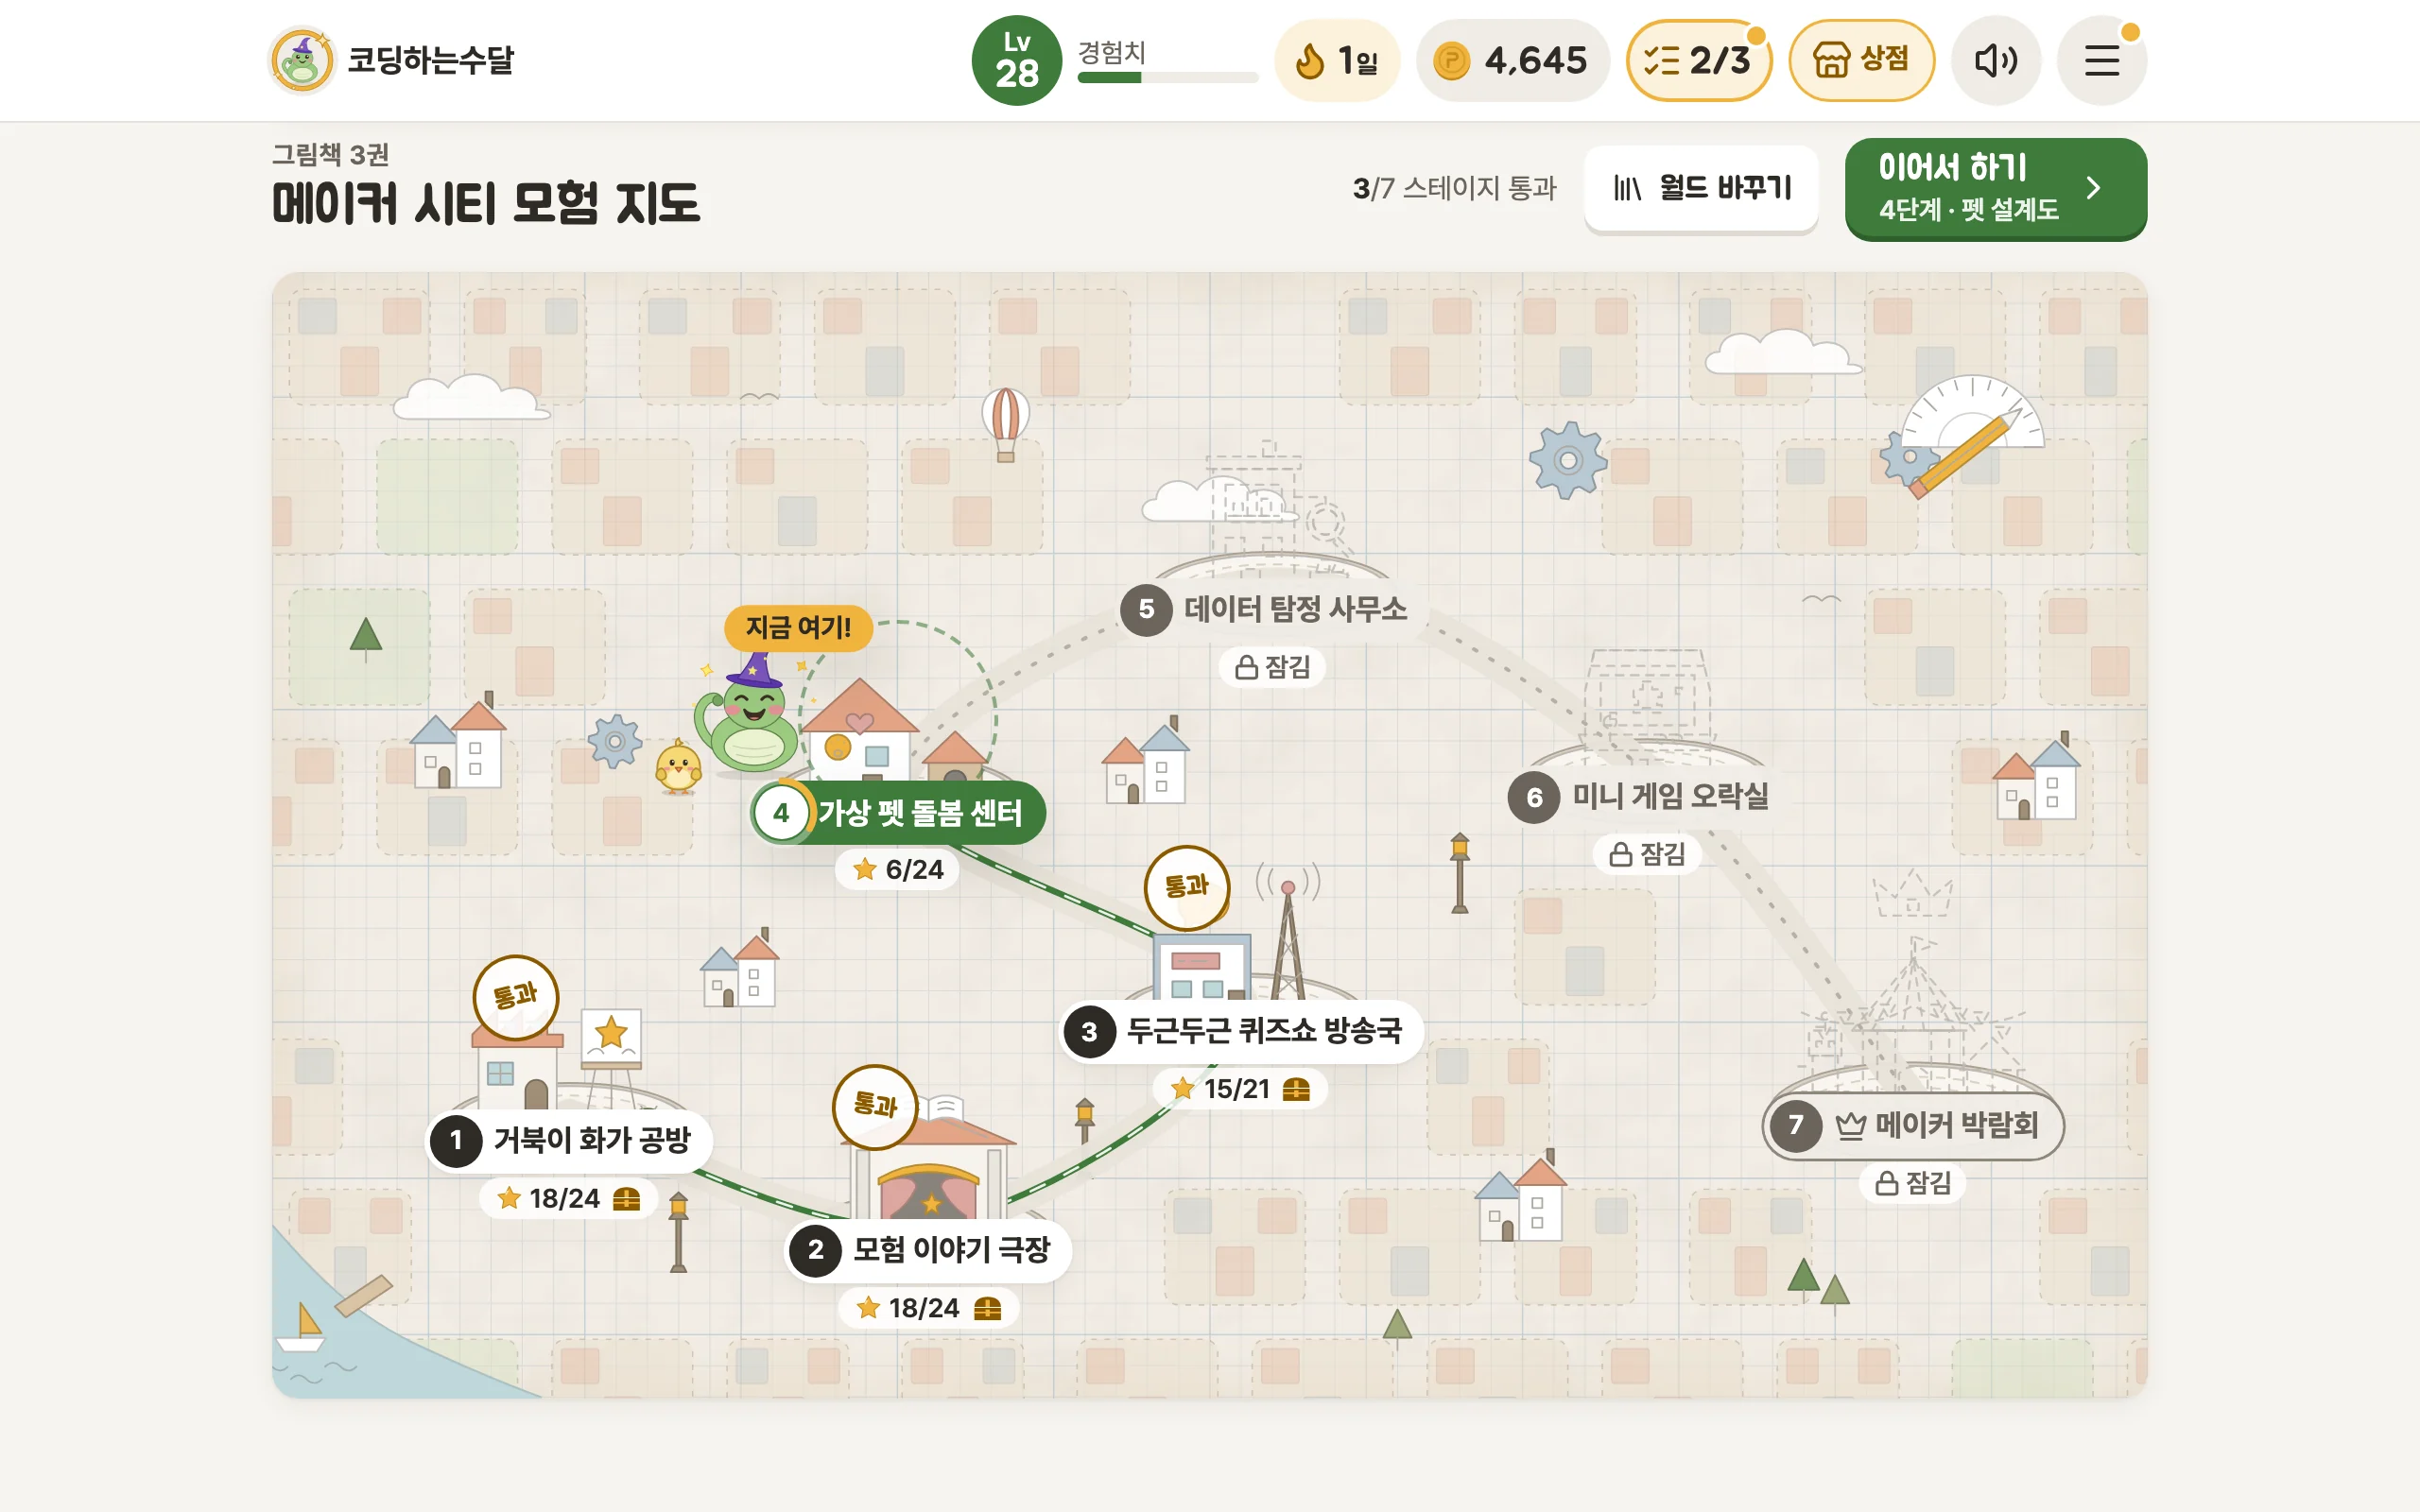 코딩하는수달
Lv
28
경험치
1일
4,645
2/3
상점
그림책 3권
메이커 시티 모험 지도
3/7 스테이지 통과
월드 바꾸기
이어서 하기
4단계 · 펫 설계도
5 데이터 탐정 사무소
잠김
지금 여기!
4 가상 펫 돌봄 센터
6/24
6 미니 게임 오락실
잠김
통과
3 두근두근 퀴즈쇼 방송국
15/21
통과
1 거북이 화가 공방
18/24
통과
2 모험 이야기 극장
18/24
7 메이커 박람회
잠김